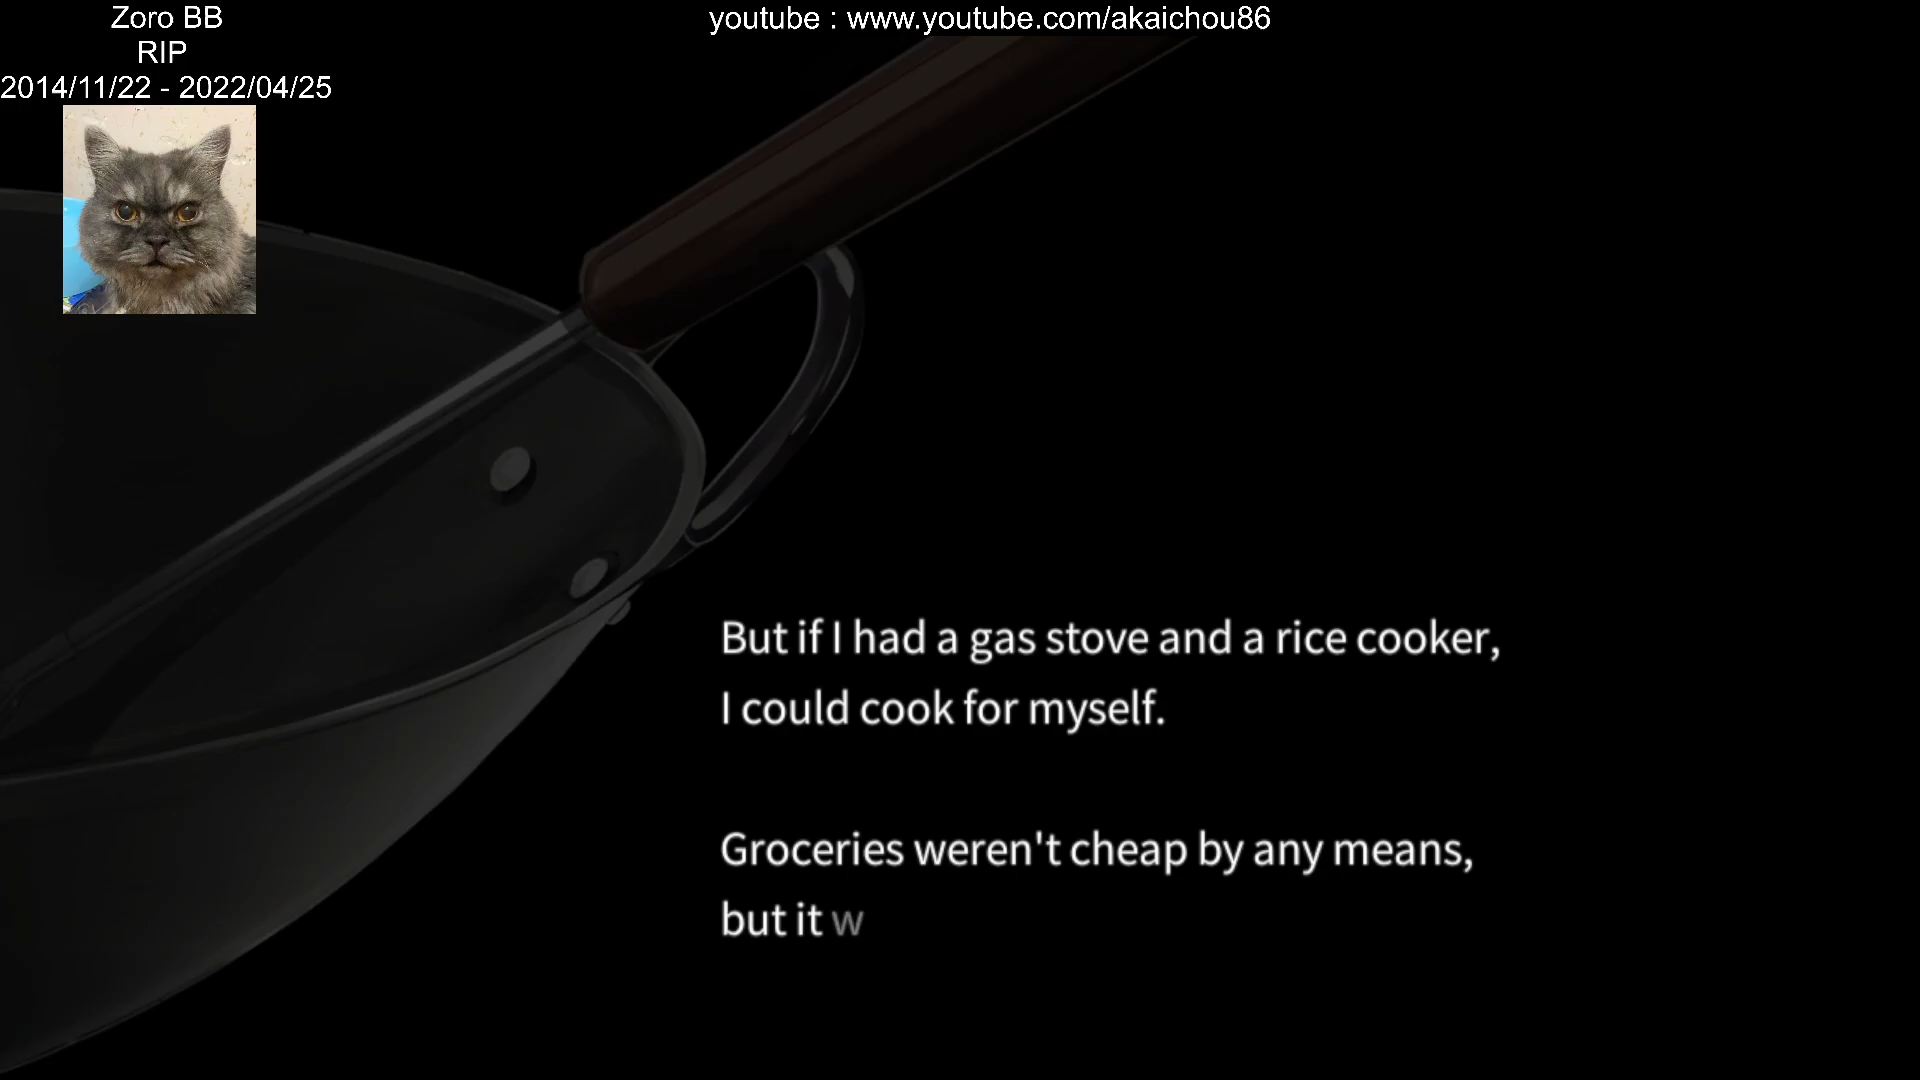 Zoro BB
RIP
2014/11/22 - 2022/04/25
youtube : www.youtube.com/akaichou86
But if I had a gas stove and a rice cooker,
I could cook for myself.
Groceries weren't cheap by any means,
but it w